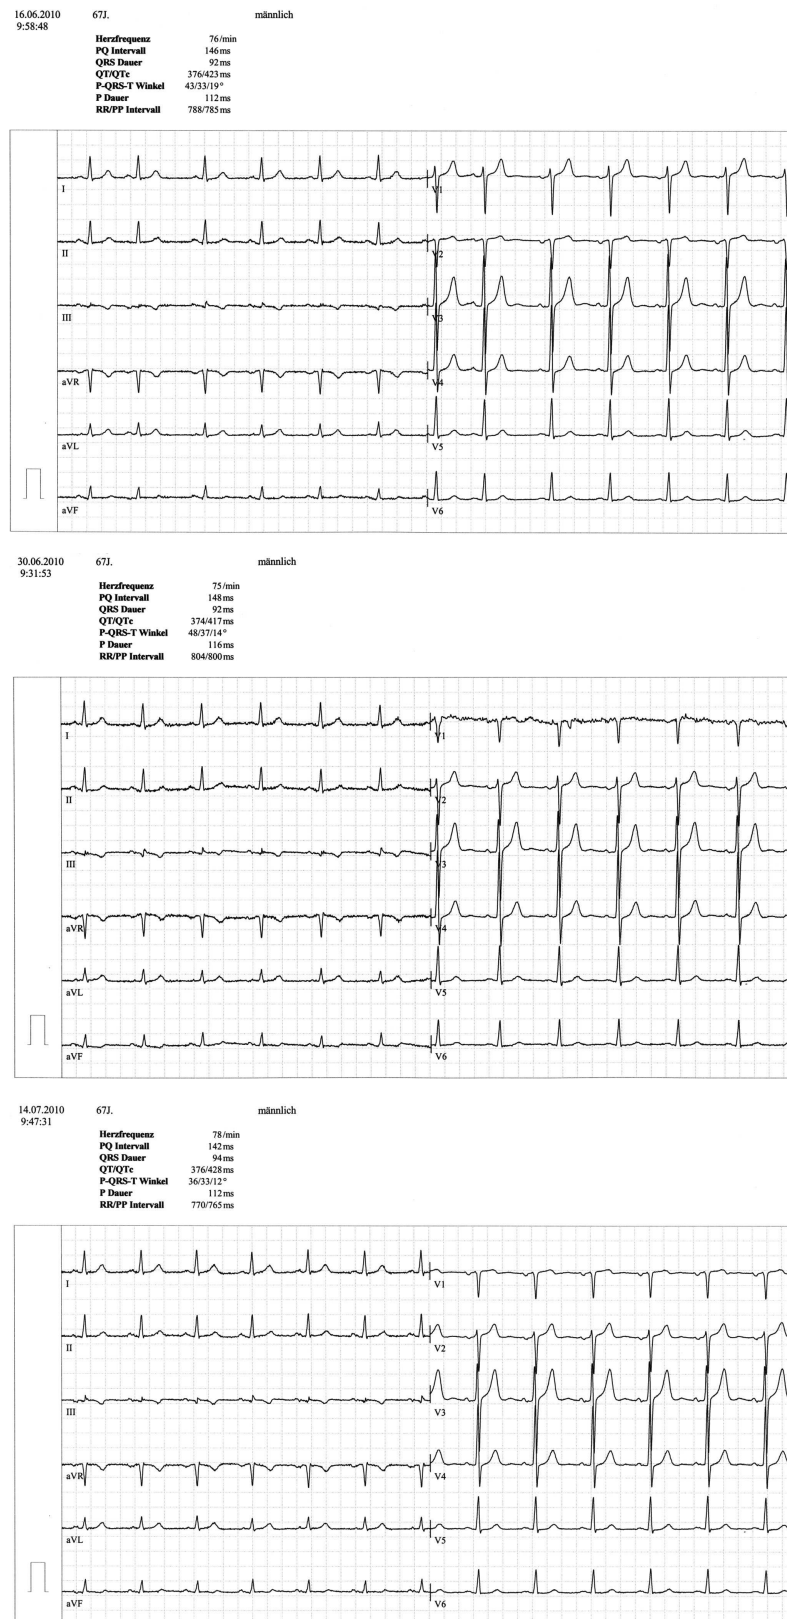 16.06.2010 67J. männlich
9:58:48
Herzfrequenz 76/min
PQ Intervall 146ms
QRS Dauer 92ms
QT/QTc 376/423ms
P-QRS-T Winkel 43/33/19°
P Dauer 112ms
RR/PP Intervall 788/785ms
I V1
II V2
III V3
aVR V4
aVL V5
aVF V6
30.06.2010 67J. männlich
9:31:53
Herzfrequenz 75/min
PQ Intervall 148ms
QRS Dauer 92ms
QT/QTc 374/417ms
P-QRS-T Winkel 48/37/14°
P Dauer 116ms
RR/PP Intervall 804/800ms
I V1
II V2
III V3
aVR V4
aVL V5
aVF V6
14.07.2010 67J. männlich
9:47:31
Herzfrequenz 78/min
PQ Intervall 142ms
QRS Dauer 94ms
QT/QTc 376/428ms
P-QRS-T Winkel 36/33/12°
P Dauer 112ms
RR/PP Intervall 770/765ms
I V1
II V2
III V3
aVR V4
aVL V5
aVF V6